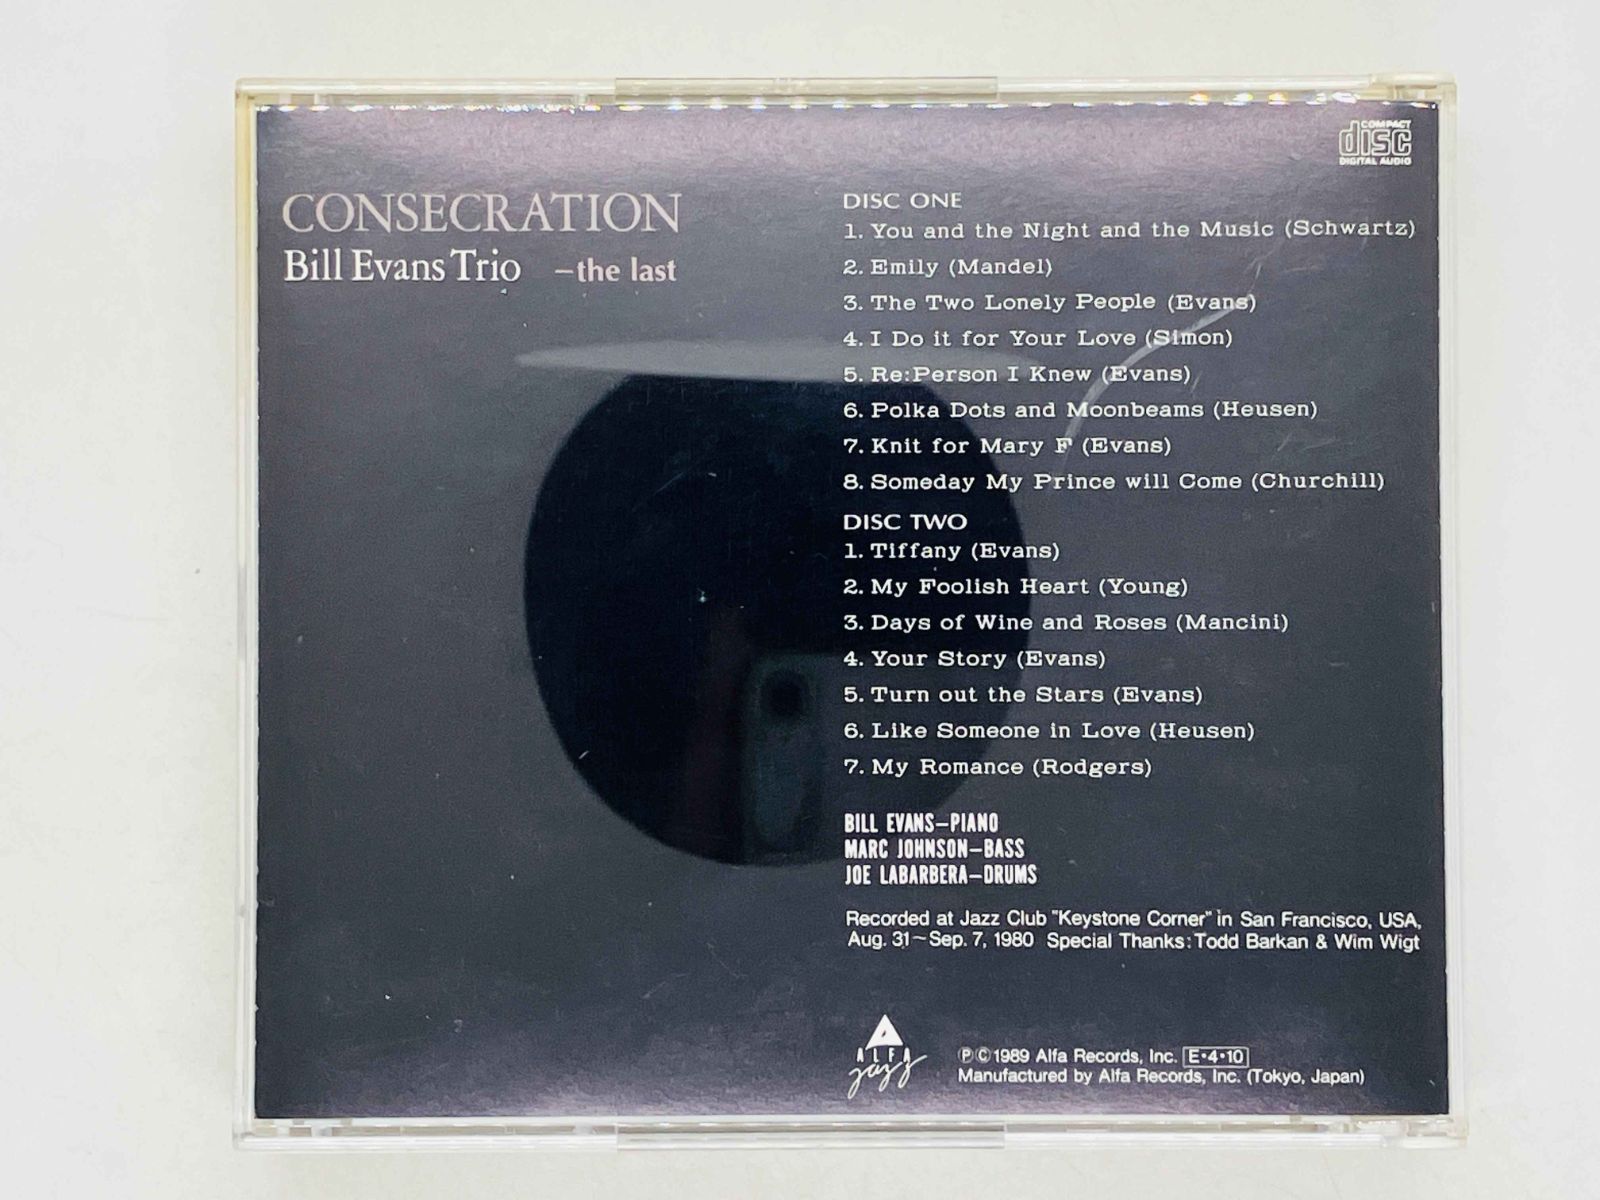 COMPACT
disc
DIGITAL AUDIO
CONSECRATION
Bill Evans Trio –the last
DISC ONE
1. You and the Night and the Music (Schwartz)
2. Emily (Mandel)
3. The Two Lonely People (Evans)
4. I Do it for Your Love (Simon)
5. Re:Person I Knew (Evans)
6. Polka Dots and Moonbeams (Heusen)
7. Knit for Mary F (Evans)
8. Someday My Prince will Come (Churchill)
DISC TWO
1. Tiffany (Evans)
2. My Foolish Heart (Young)
3. Days of Wine and Roses (Mancini)
4. Your Story (Evans)
5. Turn out the Stars (Evans)
6. Like Someone in Love (Heusen)
7. My Romance (Rodgers)
BILL EVANS–PIANO
MARC JOHNSON–BASS
JOE LABARBERA–DRUMS
Recorded at Jazz Club "Keystone Corner" in San Francisco, USA,
Aug. 31~Sep. 7, 1980 Special Thanks: Todd Barkan & Wim Wigt
ALFA
jazz
ⓅⒸ1989 Alfa Records, Inc. E•4•10
Manufactured by Alfa Records, Inc. (Tokyo, Japan)